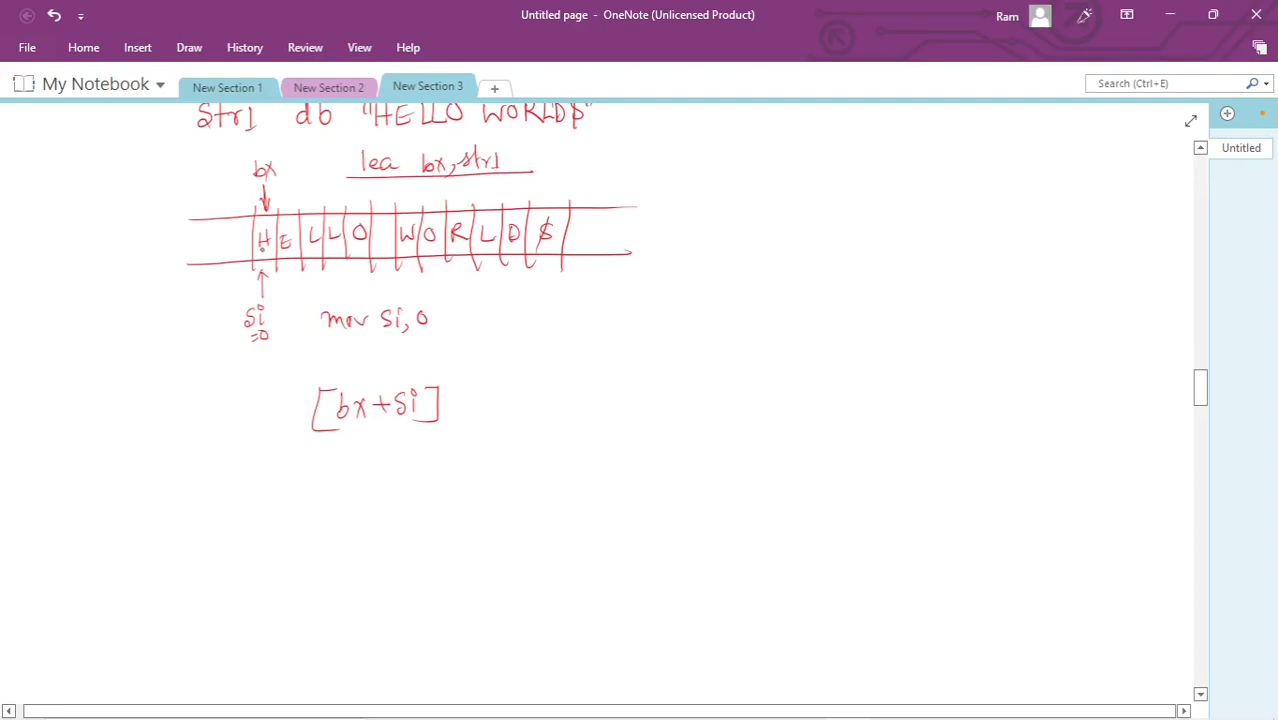 Untitled page - OneNote (Unlicensed Product)
Ram
File Home Insert Draw History Review View Help
My Notebook
New Section 1
New Section 2
New Section 3
Search (Ctrl+E)
Untitled
Str1 db "HELLO WORLD$"
bx
lea bx, str1
H E L L O W O R L D $
Si
=0
mov Si, 0
[bx+Si]